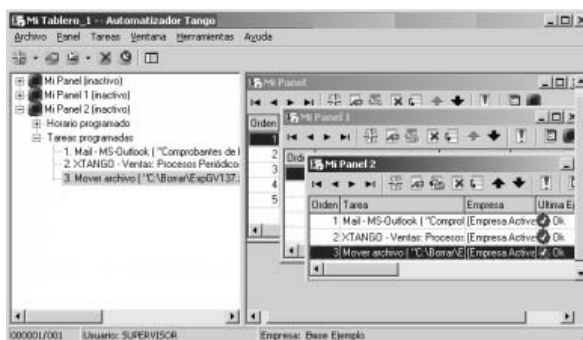 Mi Tablero_1 -- Automatizador Tango
Archivo Panel Tareas Ventana Herramientas Ayuda
Mi Panel (inactivo)
Mi Panel 1 (inactivo)
Mi Panel 2 (inactivo)
Horario programado
Tareas programadas
1. Mail - MS-Outlook ( "Comprobantes de l
2. XTANGO - Ventas: Procesos Periódico
3. Mover archivo ( "C:\Borrar\ExpGV137.
Mi Panel
Orden
1
2
3
4
5
Mi Panel 1
Orde
Mi Panel 2
Orden Tarea Empresa Ultima Ej
1 Mail - MS-Outlook ( "Comprol [Empresa Activa Ok
2 XTANGO - Ventas: Procesos [Empresa Activa Ok
3 Mover archivo ( "C:\Borrar\E [Empresa Activa Ok
000001/001 Usuario: SUPERVISOR Empresa: Base Ejemplo